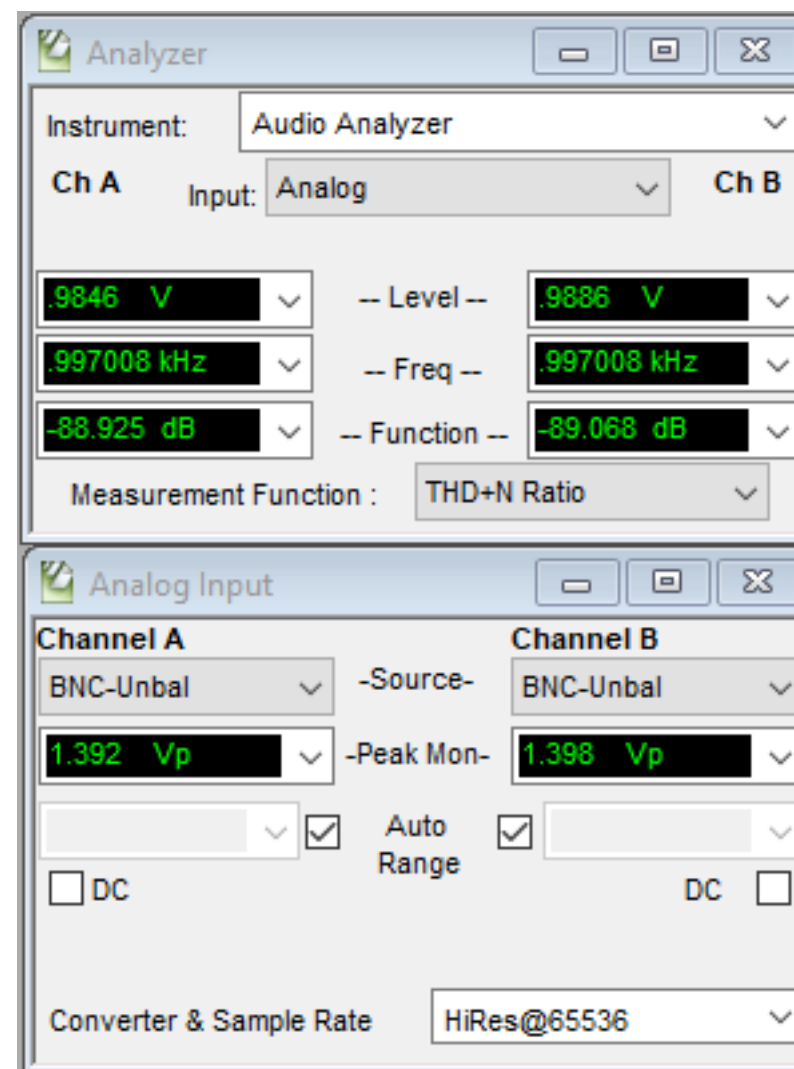 Analyzer
Instrument: Audio Analyzer
Ch A Input: Analog Ch B
.9846 V -- Level -- .9886 V
.997008 kHz -- Freq -- .997008 kHz
-88.925 dB -- Function -- -89.068 dB
Measurement Function : THD+N Ratio
Analog Input
Channel A Channel B
BNC-Unbal -Source- BNC-Unbal
1.392 Vp -Peak Mon- 1.398 Vp
Auto
Range
DC DC
Converter & Sample Rate HiRes@65536